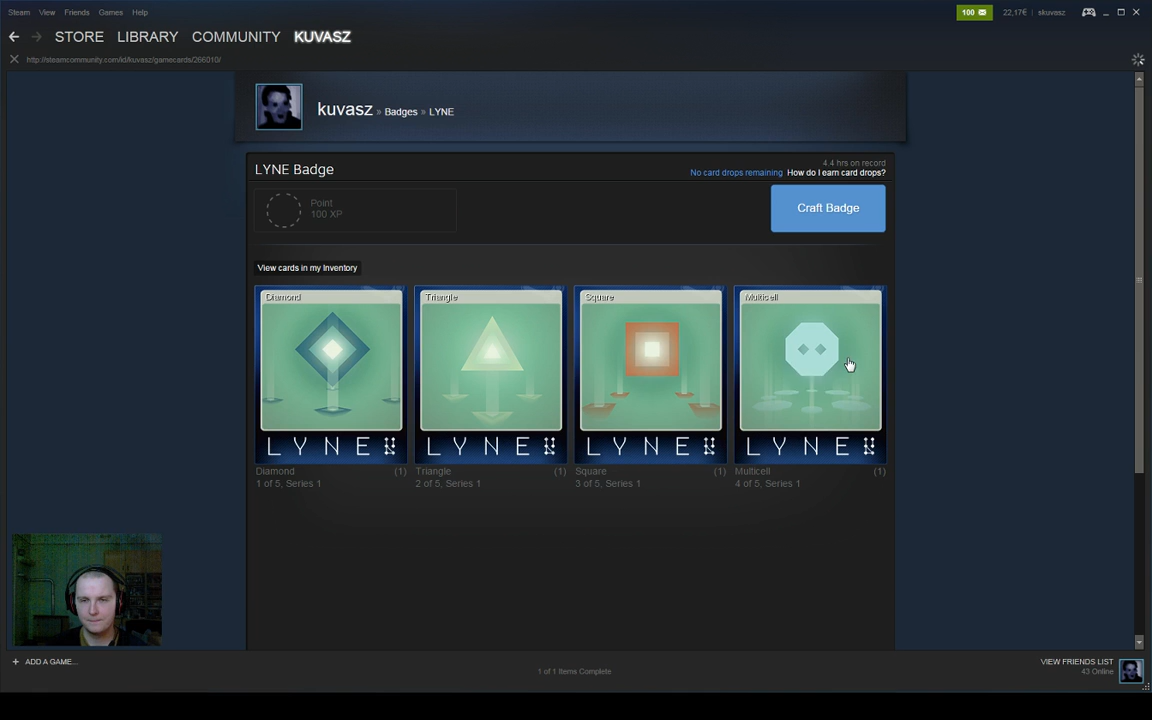 Steam View Friends Games Help 100 22,17€ | skuvasz
STORE LIBRARY COMMUNITY KUVASZ
http://steamcommunity.com/id/kuvasz/gamecards/266010/
kuvasz » Badges » LYNE
LYNE Badge
4.4 hrs on record
No card drops remaining How do I earn card drops?
Point
100 XP
Craft Badge
View cards in my Inventory
Diamond Triangle Square Multicell
LYNE LYNE LYNE LYNE
Diamond (1) Triangle (1) Square (1) Multicell (1)
1 of 5, Series 1 2 of 5, Series 1 3 of 5, Series 1 4 of 5, Series 1
+ ADD A GAME... VIEW FRIENDS LIST
1 of 1 Items Complete 43 Online